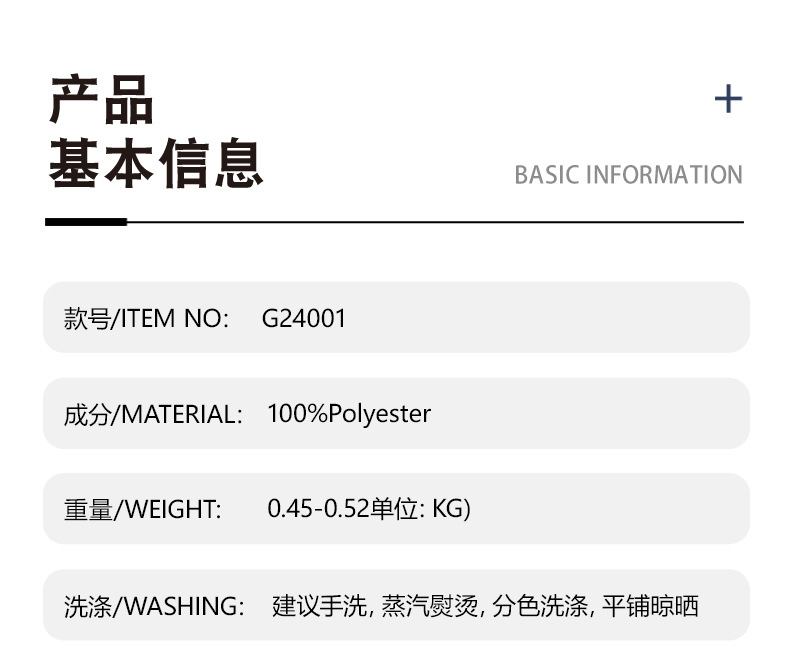 产品
基本信息
BASIC INFORMATION
款号/ITEM NO: G24001
成分/MATERIAL: 100%Polyester
重量/WEIGHT: 0.45-0.52单位: KG)
洗涤/WASHING: 建议手洗, 蒸汽熨烫, 分色洗涤, 平铺晾晒